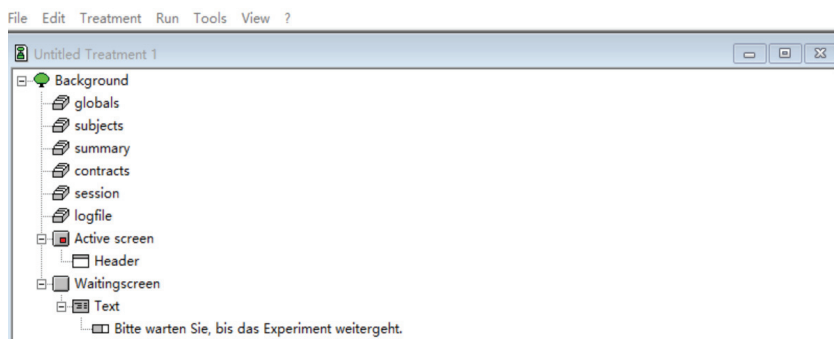 File Edit Treatment Run Tools View ?
Untitled Treatment 1
Background
globals
subjects
summary
contracts
session
logfile
Active screen
Header
Waitingscreen
Text
Bitte warten Sie, bis das Experiment weitergeht.